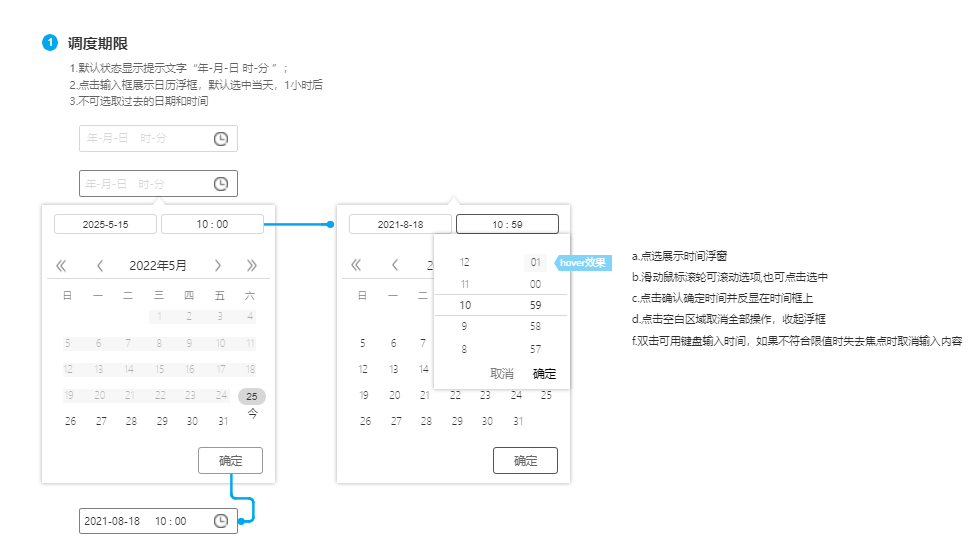 1 调度期限
1.默认状态显示提示文字“年-月-日 时-分 ”；
2.点击输入框展示日历浮框，默认选中当天，1小时后
3.不可选取过去的日期和时间
年-月-日 时-分
年-月-日 时-分
2025-5-15 10 : 00
2022年5月
日 一 二 三 四 五 六
1 2 3 4
5 6 7 8 9 10 11
12 13 14 15 16 17 18
19 20 21 22 23 24 25
今
26 27 28 29 30 31
确定
2021-08-18 10 : 00
2021-8-18 10 : 59
2
日 一 二
5 6 7
12 13 14
19 20 21 22 23 24 25
26 27 28 29 30 31
确定
12 01
11 00
10 59
9 58
8 57
取消 确定
hover效果
a.点选展示时间浮窗
b.滑动鼠标滚轮可滚动选项,也可点击选中
c.点击确认确定时间并反显在时间框上
d.点击空白区域取消全部操作，收起浮框
f.双击可用键盘输入时间，如果不符合限值时失去焦点时取消输入内容